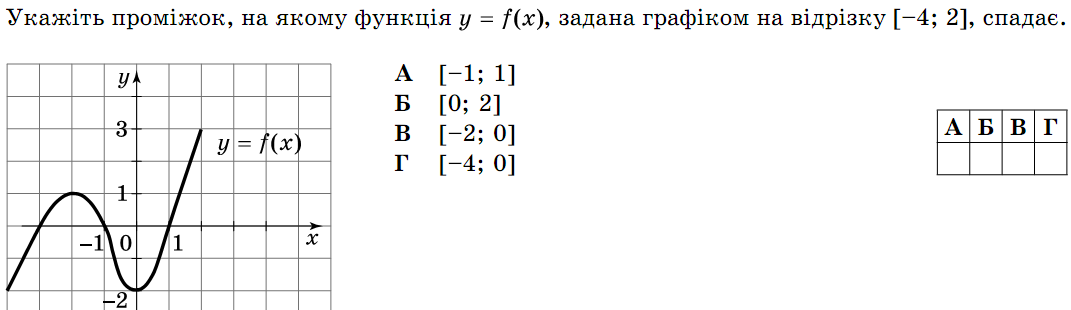 Укажіть проміжок, на якому функція y = f(x), задана графіком на відрізку [−4; 2], спадає.
А [−1; 1]
Б [0; 2]
В [−2; 0]
Г [−4; 0]
y
3
y = f(x)
1
−1 0 1 x
−2
А Б В Г